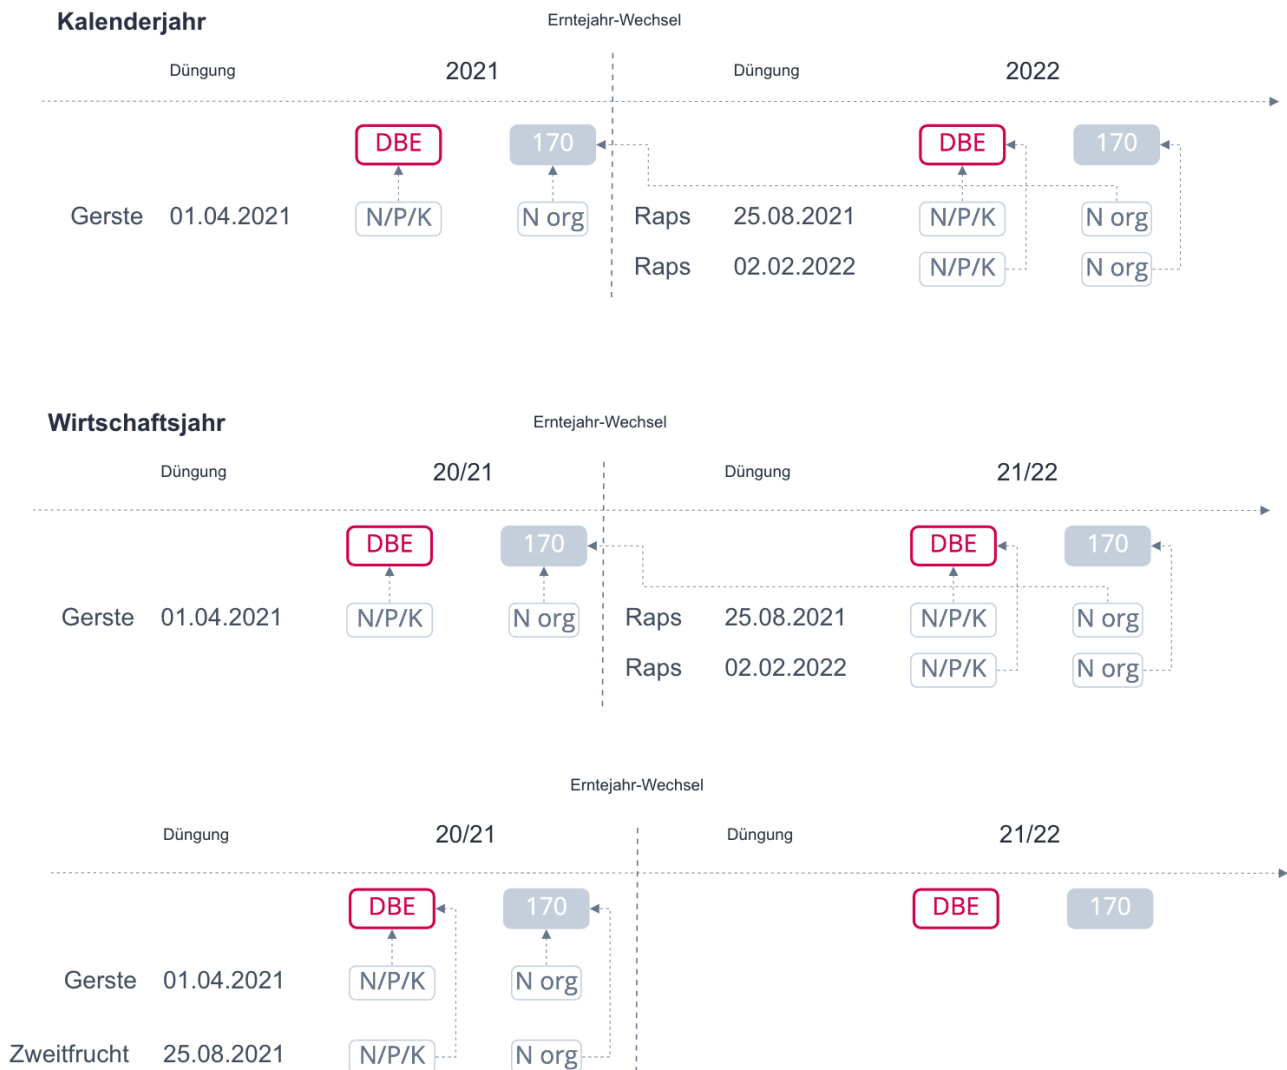 Kalenderjahr
Erntejahr-Wechsel
Düngung 2021 Düngung 2022
DBE 170 DBE 170
Gerste 01.04.2021 N/P/K N org Raps 25.08.2021 N/P/K N org
Raps 02.02.2022 N/P/K N org
Wirtschaftsjahr
Erntejahr-Wechsel
Düngung 20/21 Düngung 21/22
DBE 170 DBE 170
Gerste 01.04.2021 N/P/K N org Raps 25.08.2021 N/P/K N org
Raps 02.02.2022 N/P/K N org
Erntejahr-Wechsel
Düngung 20/21 Düngung 21/22
DBE 170 DBE 170
Gerste 01.04.2021 N/P/K N org
Zweitfrucht 25.08.2021 N/P/K N org